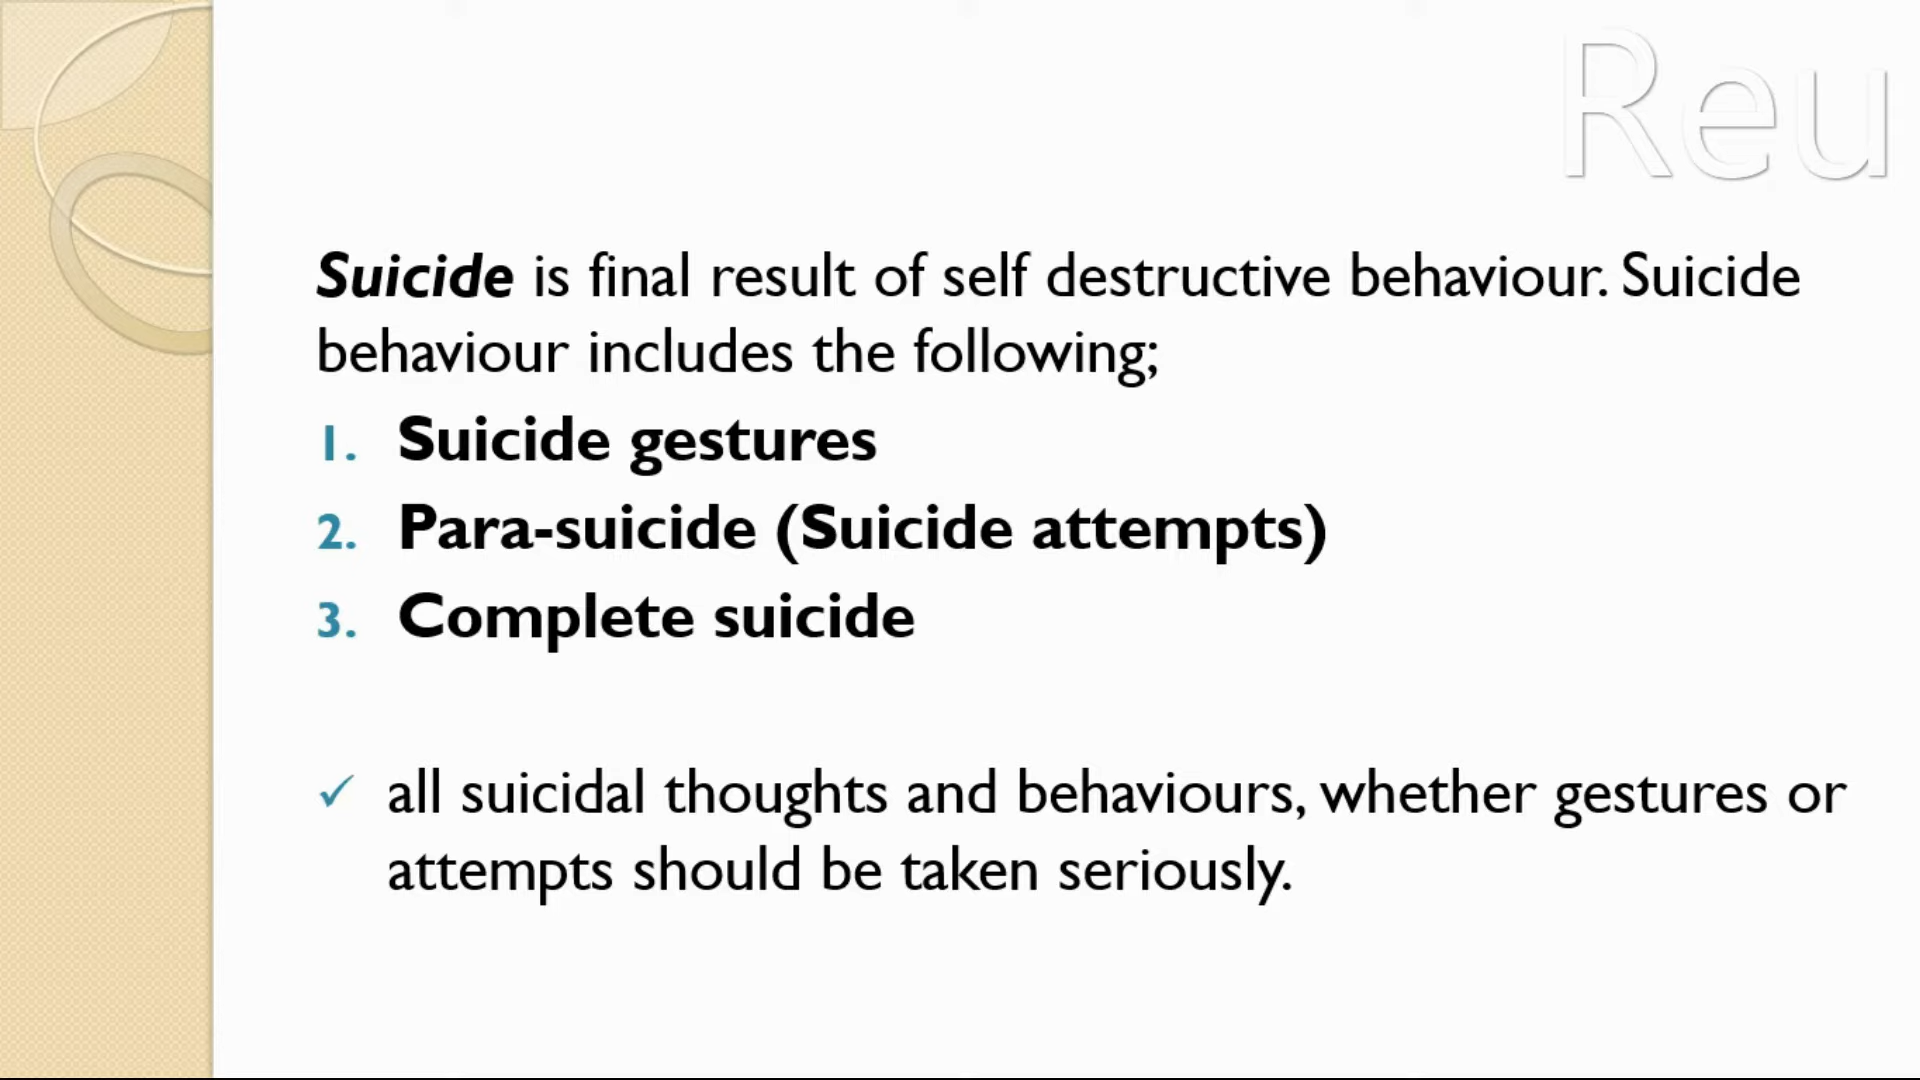 Reu
Suicide is final result of self destructive behaviour. Suicide
behaviour includes the following;
1. Suicide gestures
2. Para-suicide (Suicide attempts)
3. Complete suicide
✓ all suicidal thoughts and behaviours, whether gestures or
attempts should be taken seriously.